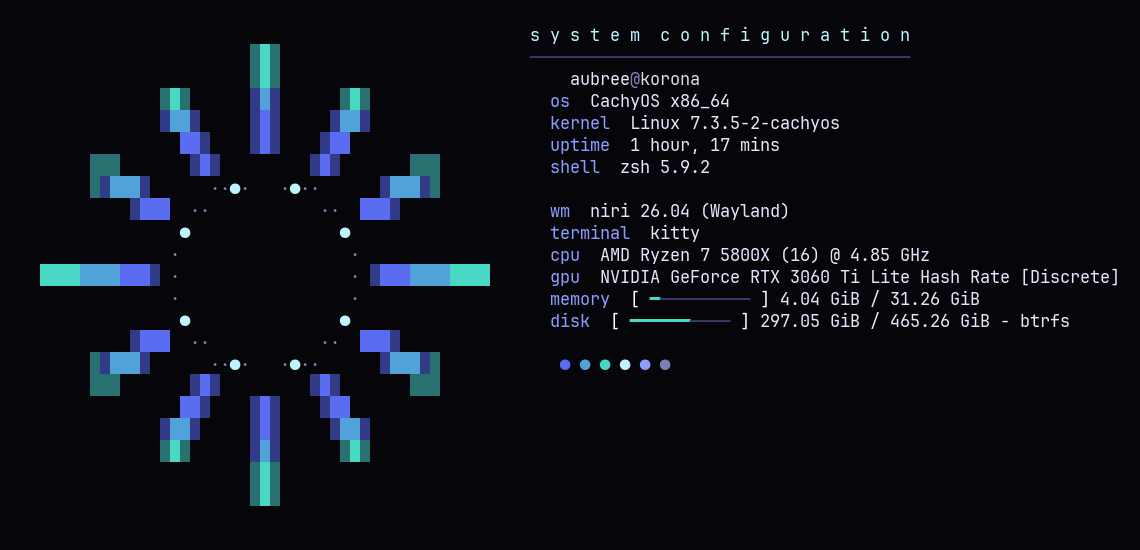 system configuration
aubree@korona
os CachyOS x86_64
kernel Linux 7.3.5-2-cachyos
uptime 1 hour, 17 mins
shell zsh 5.9.2
wm niri 26.04 (Wayland)
terminal kitty
cpu AMD Ryzen 7 5800X (16) @ 4.85 GHz
gpu NVIDIA GeForce RTX 3060 Ti Lite Hash Rate [Discrete]
memory [ ] 4.04 GiB / 31.26 GiB
disk [ ] 297.05 GiB / 465.26 GiB - btrfs